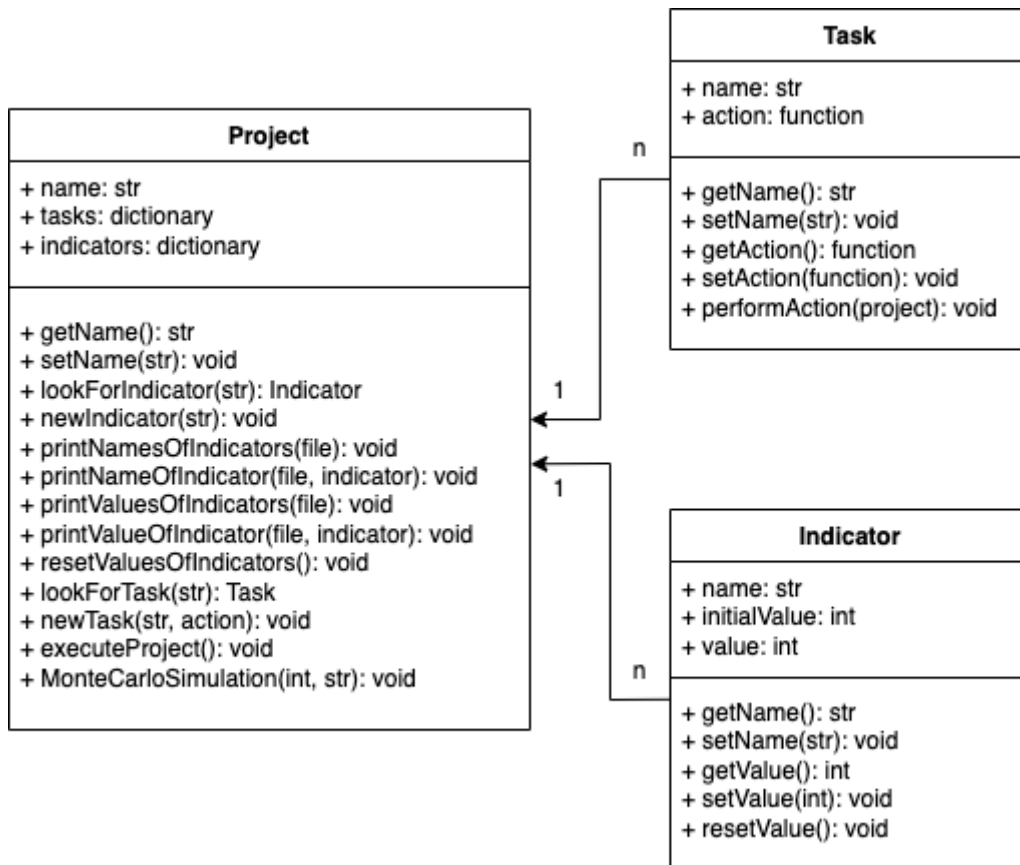 Project
+ name: str
+ tasks: dictionary
+ indicators: dictionary
+ getName(): str
+ setName(str): void
+ lookForIndicator(str): Indicator
+ newIndicator(str): void
+ printNamesOfIndicators(file): void
+ printNameOfIndicator(file, indicator): void
+ printValuesOfIndicators(file): void
+ printValueOfIndicator(file, indicator): void
+ resetValuesOfIndicators(): void
+ lookForTask(str): Task
+ newTask(str, action): void
+ executeProject(): void
+ MonteCarloSimulation(int, str): void
1
1
n
n
Task
+ name: str
+ action: function
+ getName(): str
+ setName(str): void
+ getAction(): function
+ setAction(function): void
+ performAction(project): void
Indicator
+ name: str
+ initialValue: int
+ value: int
+ getName(): str
+ setName(str): void
+ getValue(): int
+ setValue(int): void
+ resetValue(): void